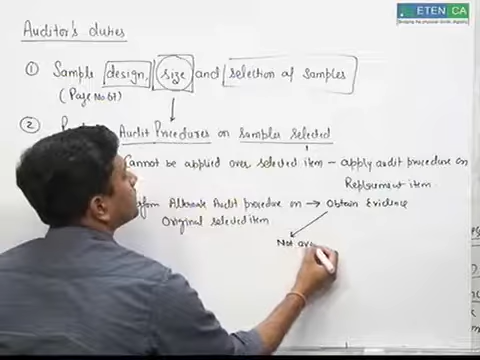 ETEN CA
Auditor's duties
① Sample design, size and selection of samples
(Page No 67)
② Audit Procedures on samples selected
Cannot be applied over selected item - apply audit procedure on
Replacement item
Alternate Audit procedure on → Obtain Evidence
Original selected item
Not ava